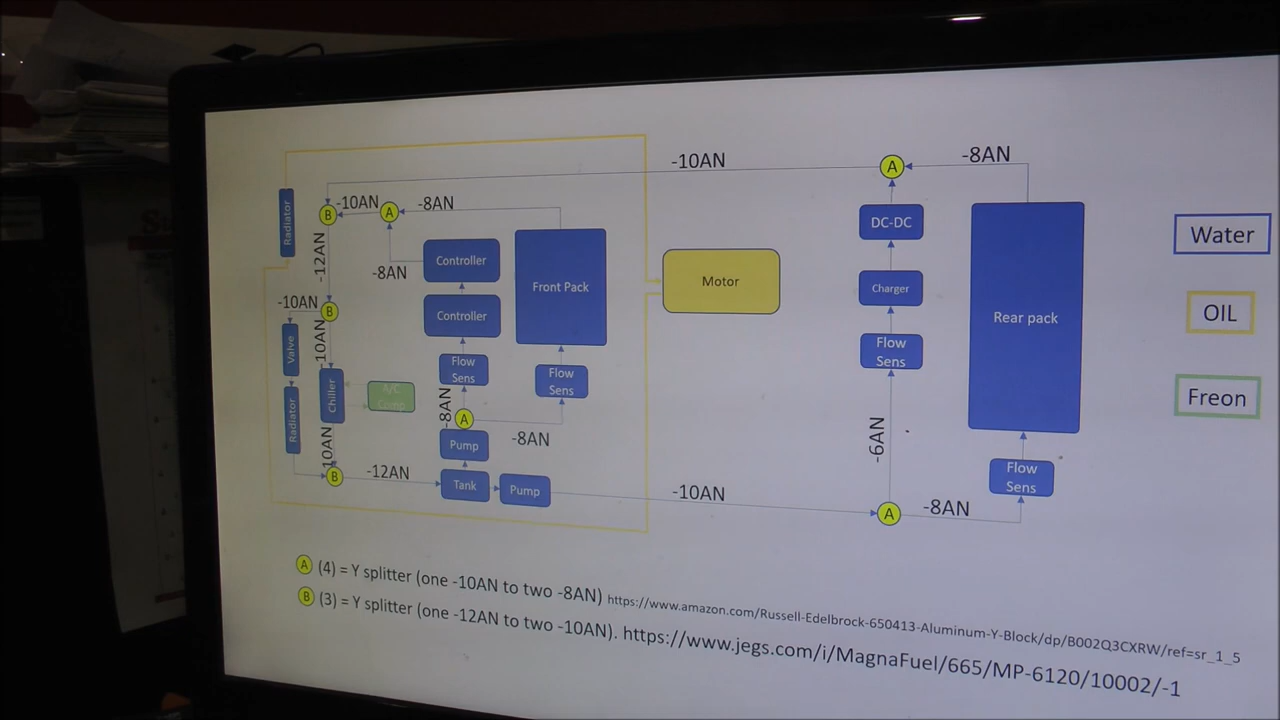 -10AN
A
-8AN
Radiator
B
-10AN
A
-8AN
DC-DC
Water
-12AN
-8AN
Controller
Front Pack
Motor
Charger
Rear pack
-10AN
B
Controller
OIL
Valve
10AN
Flow
Sens
Flow
Sens
Flow
Sens
Chiller
A/C
Comp
Freon
Radiator
-8AN
A
-8AN
-6AN
10AN
Pump
B
-12AN
Tank
Pump
-10AN
A
-8AN
Flow
Sens
A (4) = Y splitter (one -10AN to two -8AN) https://www.amazon.com/Russell-Edelbrock-650413-Aluminum-Y-Block/dp/B002Q3CXRW/ref=sr_1_5
B (3) = Y splitter (one -12AN to two -10AN). https://www.jegs.com/i/MagnaFuel/665/MP-6120/10002/-1